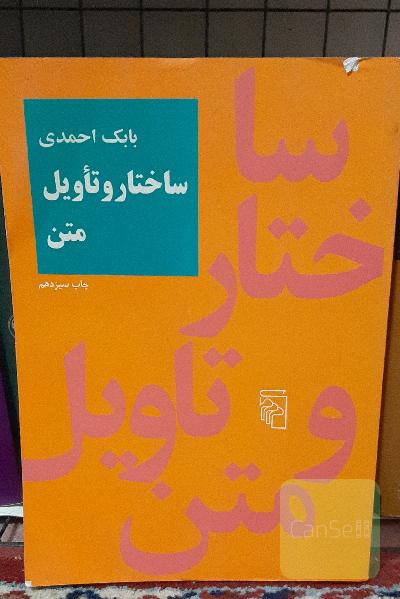 بابک احمدی
ساختار و تأویل
متن
چاپ سیزدهم
سا
ختار
و تاویل
متن
CanSell